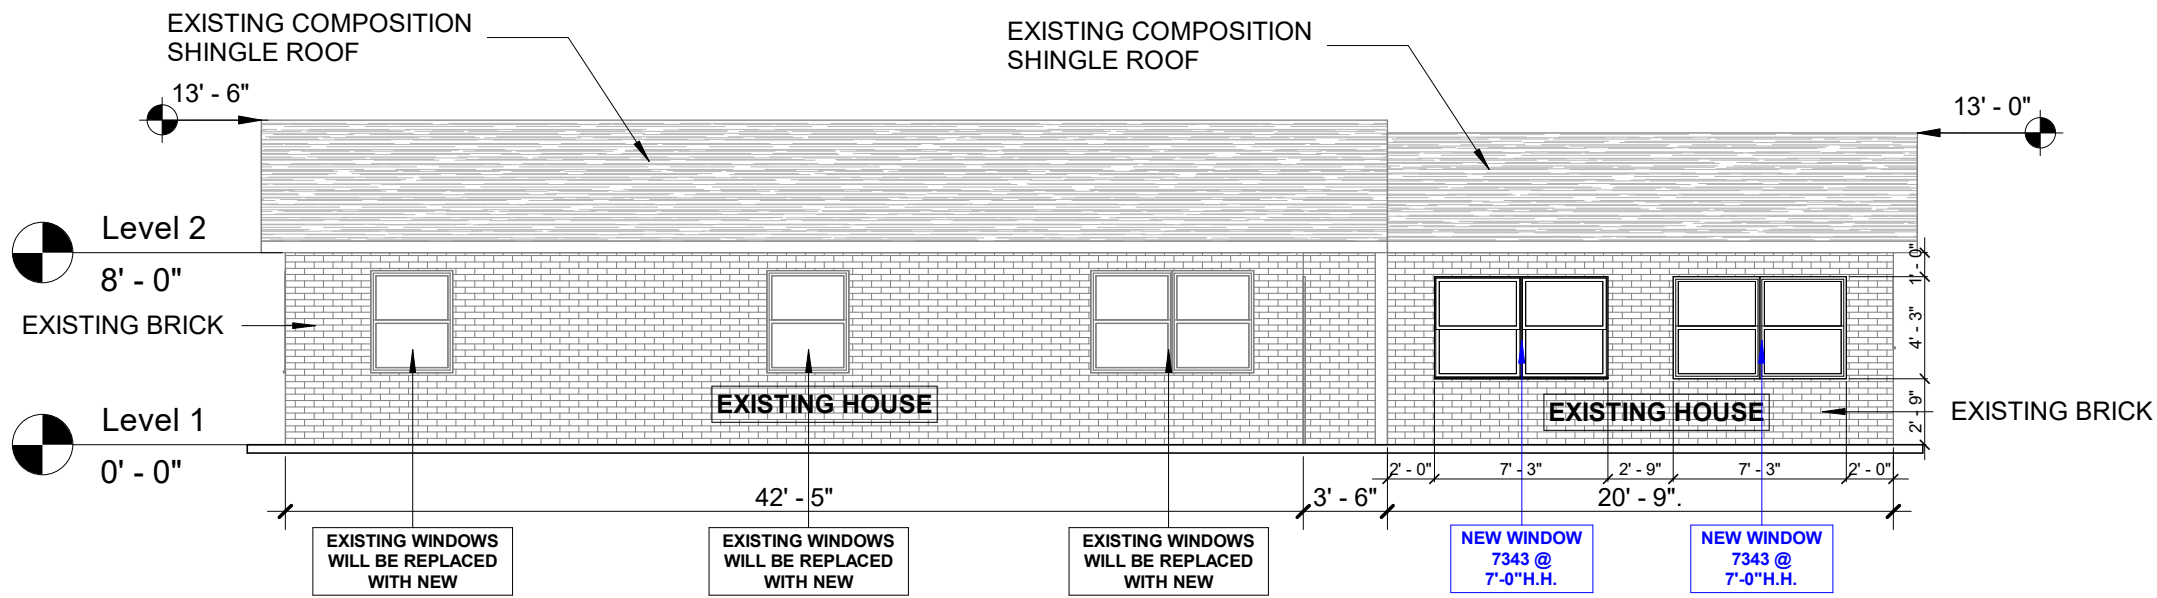 EXISTING COMPOSITION
SHINGLE ROOF
EXISTING COMPOSITION
SHINGLE ROOF
13' - 6"
13' - 0"
Level 2
8' - 0"
EXISTING BRICK
Level 1
0' - 0"
EXISTING HOUSE
EXISTING HOUSE
EXISTING BRICK
1' - 0"
4' - 3"
2' - 9"
2' - 0"
7' - 3"
2' - 9"
7' - 3"
2' - 0"
42' - 5"
3' - 6"
20' - 9".
EXISTING WINDOWS
WILL BE REPLACED
WITH NEW
EXISTING WINDOWS
WILL BE REPLACED
WITH NEW
EXISTING WINDOWS
WILL BE REPLACED
WITH NEW
NEW WINDOW
7343 @
7'-0"H.H.
NEW WINDOW
7343 @
7'-0"H.H.